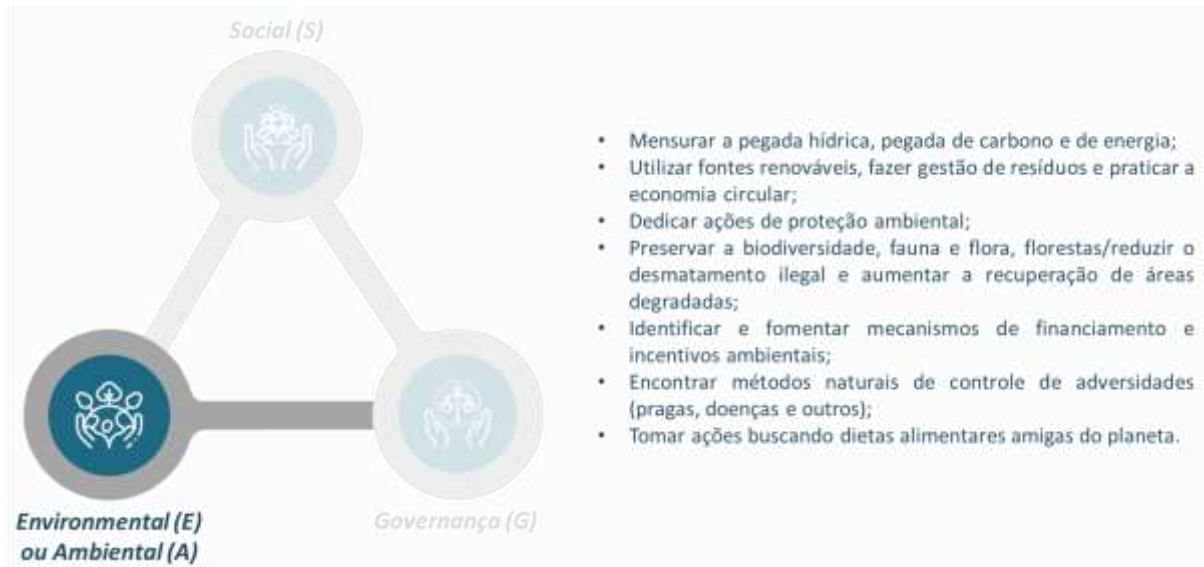 Social (S)
• Mensurar a pegada hídrica, pegada de carbono e de energia;
• Utilizar fontes renováveis, fazer gestão de resíduos e praticar a
economia circular;
• Dedicar ações de proteção ambiental;
• Preservar a biodiversidade, fauna e flora, florestas/reduzir o
desmatamento ilegal e aumentar a recuperação de áreas
degradadas;
• Identificar e fomentar mecanismos de financiamento e
incentivos ambientais;
• Encontrar métodos naturais de controle de adversidades
(pragas, doenças e outros);
• Tomar ações buscando dietas alimentares amigas do planeta.
Environmental (E)
ou Ambiental (A)
Governança (G)